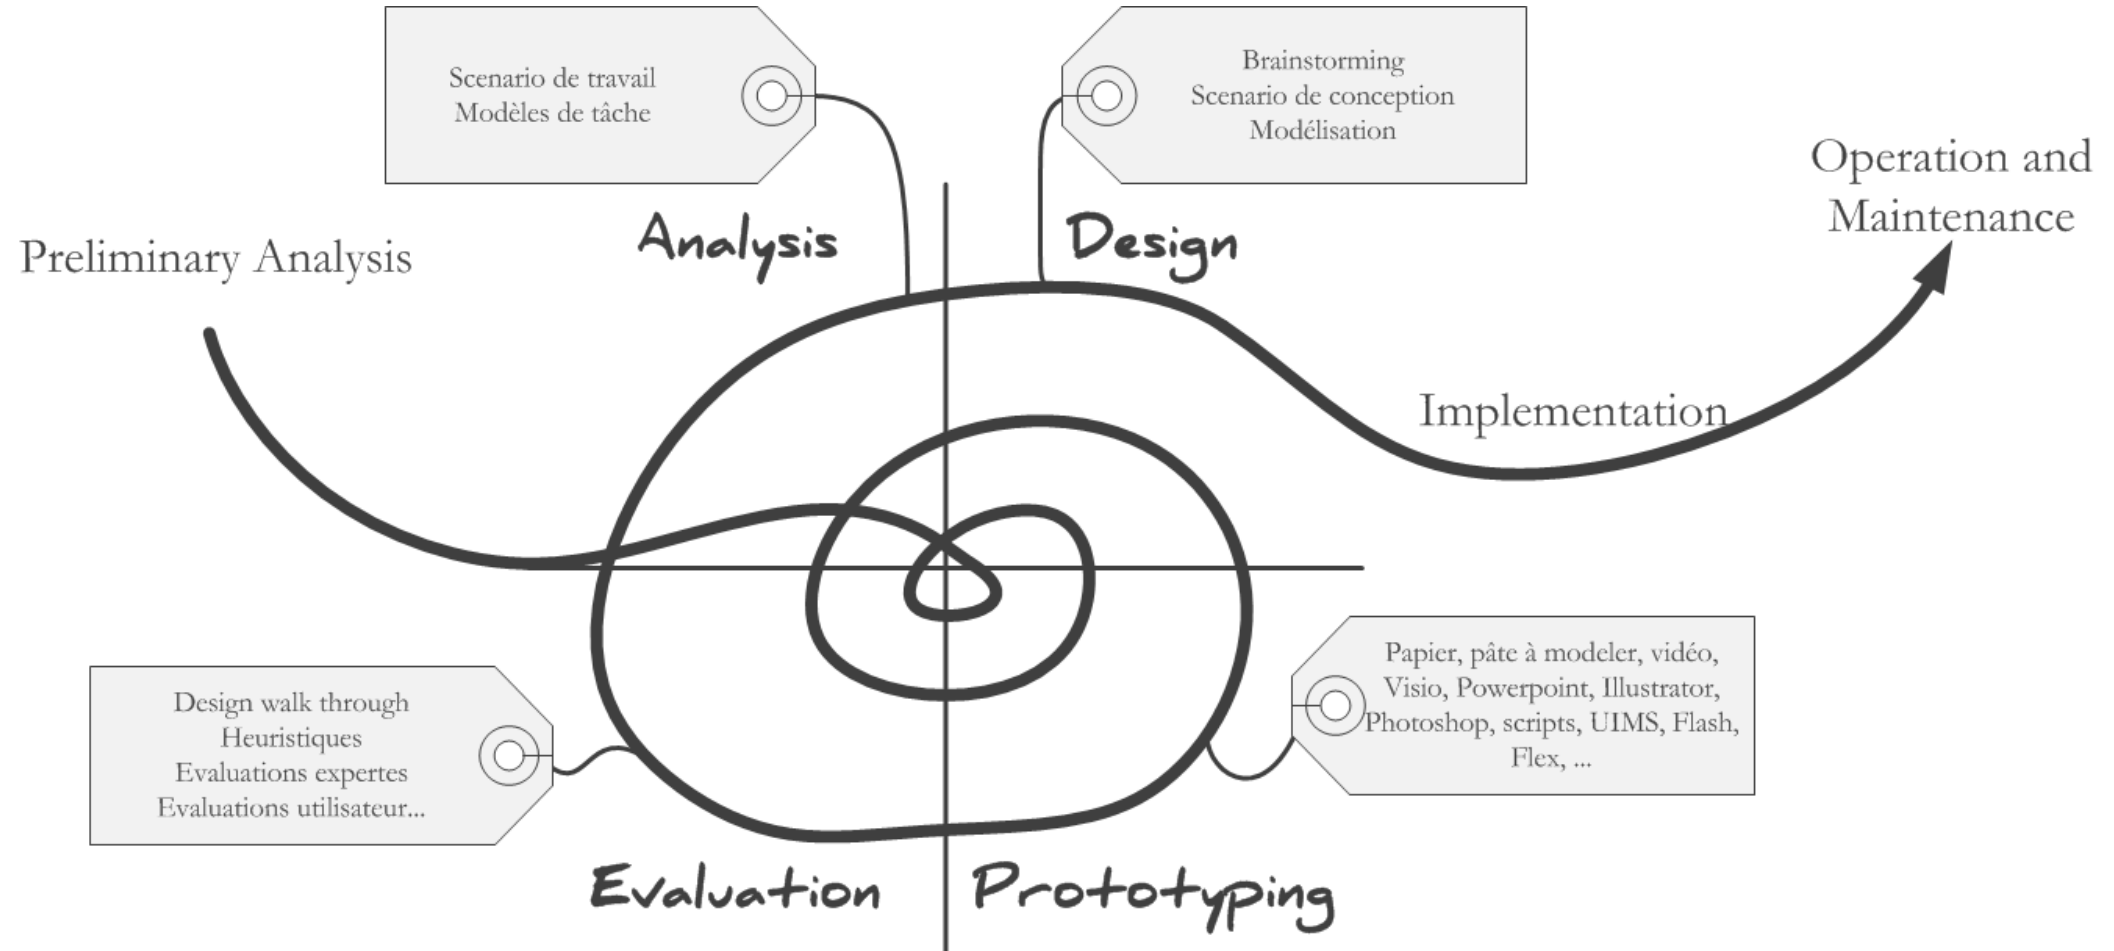 Scenario de travail
Modèles de tâche
Brainstorming
Scenario de conception
Modélisation
Operation and
Maintenance
Preliminary Analysis
Analysis
Design
Implementation
Design walk through
Heuristiques
Evaluations expertes
Evaluations utilisateur...
Papier, pâte à modeler, vidéo,
Visio, Powerpoint, Illustrator,
Photoshop, scripts, UIMS, Flash,
Flex, ...
Evaluation
Prototyping